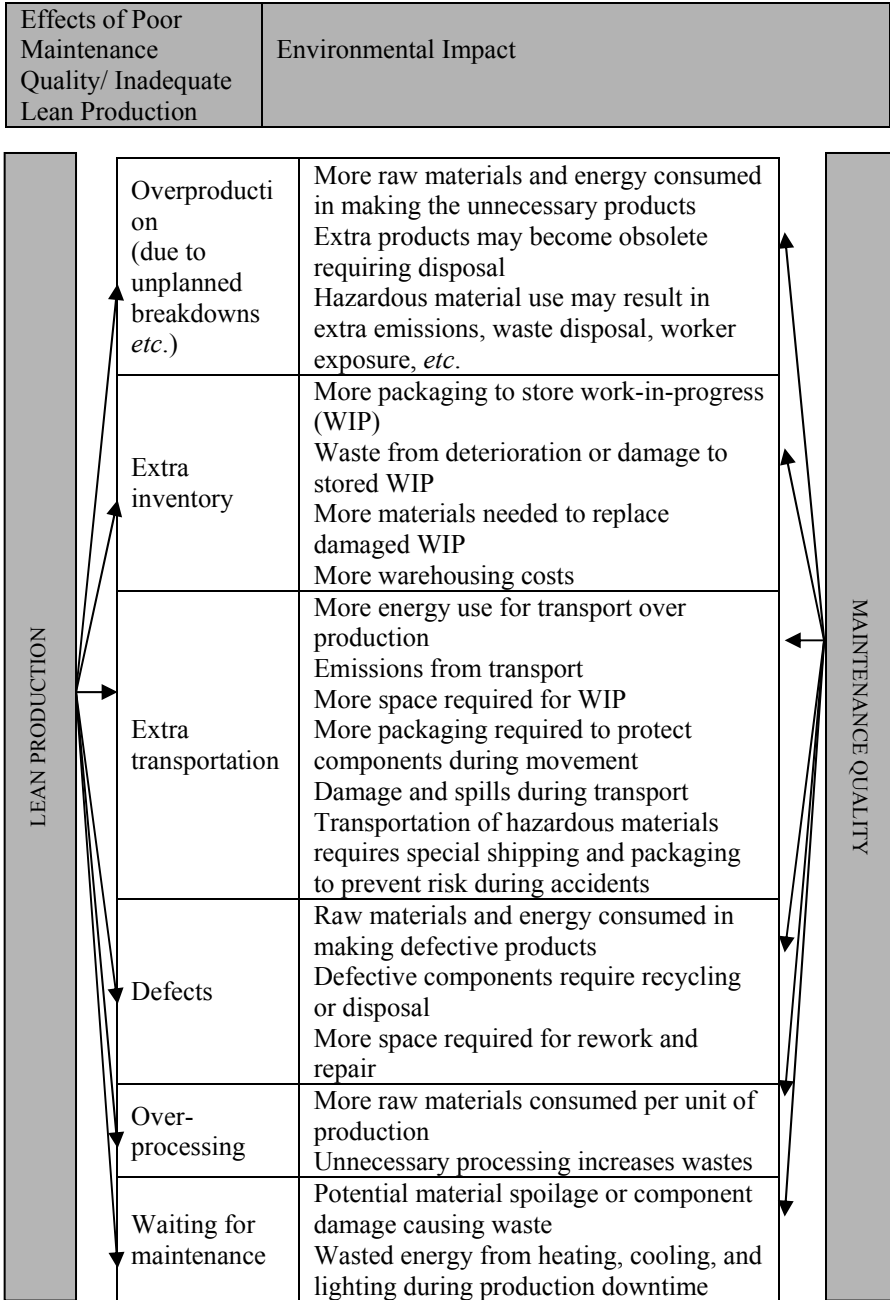 Effects of Poor
Maintenance
Quality/ Inadequate
Lean Production
Environmental Impact
LEAN PRODUCTION
Overproducti
on
(due to
unplanned
breakdowns
etc.)
More raw materials and energy consumed
in making the unnecessary products
Extra products may become obsolete
requiring disposal
Hazardous material use may result in
extra emissions, waste disposal, worker
exposure, etc.
Extra
inventory
More packaging to store work-in-progress
(WIP)
Waste from deterioration or damage to
stored WIP
More materials needed to replace
damaged WIP
More warehousing costs
Extra
transportation
More energy use for transport over
production
Emissions from transport
More space required for WIP
More packaging required to protect
components during movement
Damage and spills during transport
Transportation of hazardous materials
requires special shipping and packaging
to prevent risk during accidents
Defects
Raw materials and energy consumed in
making defective products
Defective components require recycling
or disposal
More space required for rework and
repair
Over-
processing
More raw materials consumed per unit of
production
Unnecessary processing increases wastes
Waiting for
maintenance
Potential material spoilage or component
damage causing waste
Wasted energy from heating, cooling, and
lighting during production downtime
MAINTENANCE QUALITY